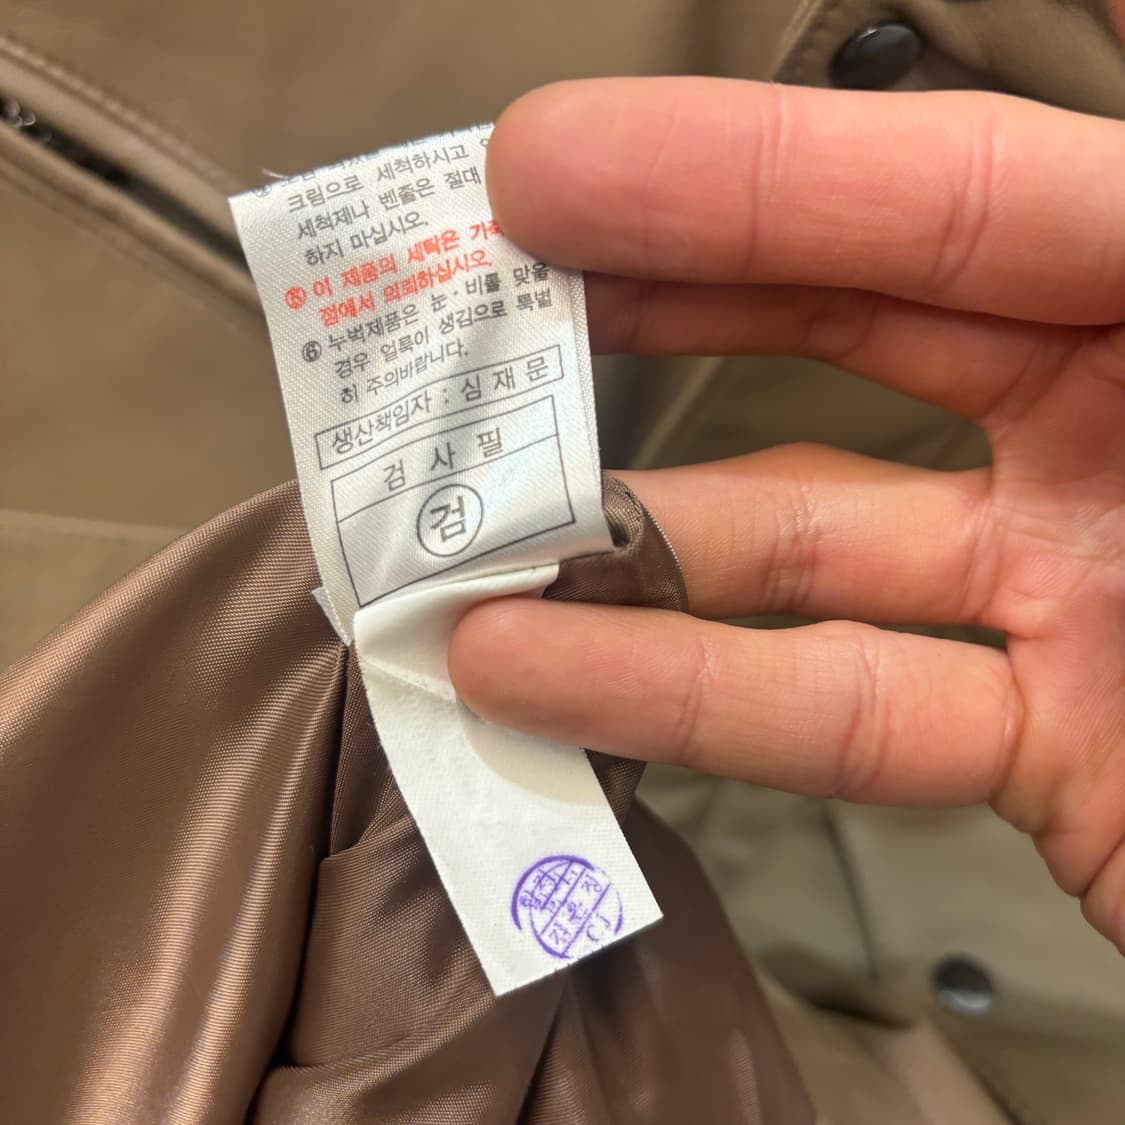 크림으로 세척하시고
세척제나 벤졸은 절대
하지 마십시오.
⑤ 이 제품의 세탁은
점에서 의뢰하십시오.
⑥ 누벅제품은 눈·비를 맞을
경우 얼룩이 생김으로 특별
히 주의바랍니다.
생산책임자 : 심재문
검 사 필
검